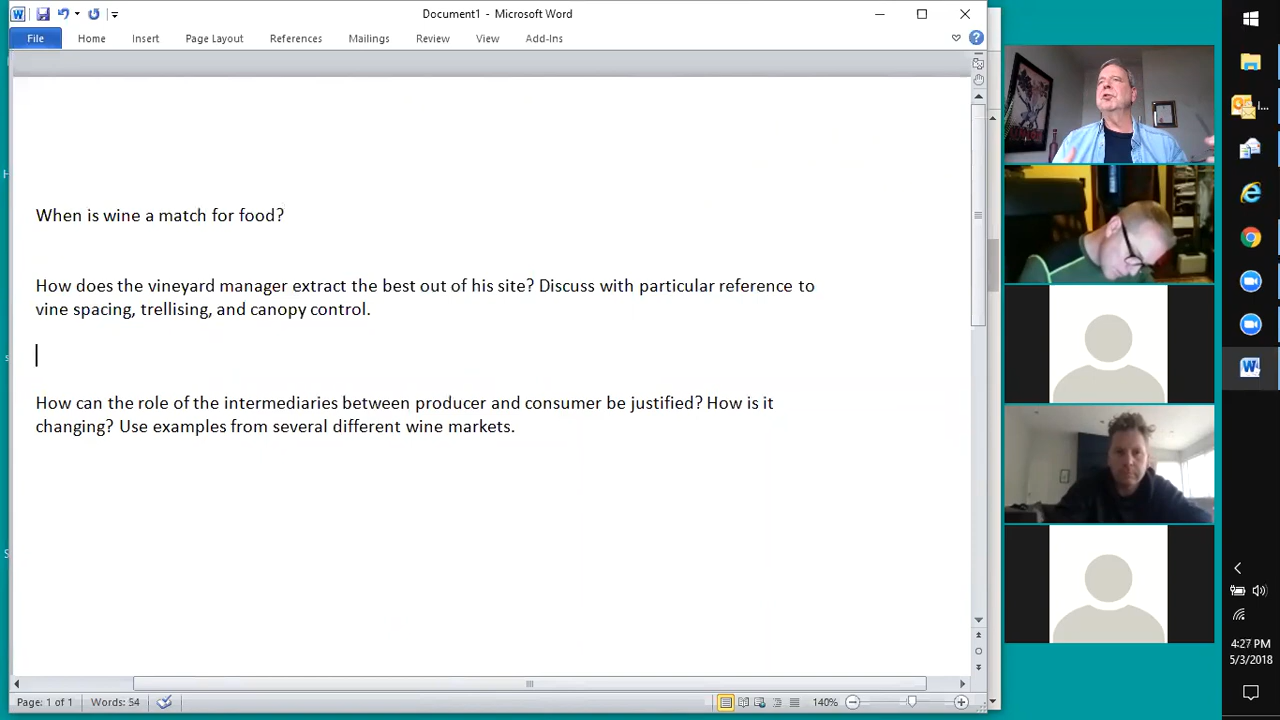 Document1 - Microsoft Word
File Home Insert Page Layout References Mailings Review View Add-Ins
When is wine a match for food?
How does the vineyard manager extract the best out of his site? Discuss with particular reference to
vine spacing, trellising, and canopy control.
How can the role of the intermediaries between producer and consumer be justified? How is it
changing? Use examples from several different wine markets.
Page: 1 of 1 Words: 54 140%
4:27 PM
5/3/2018